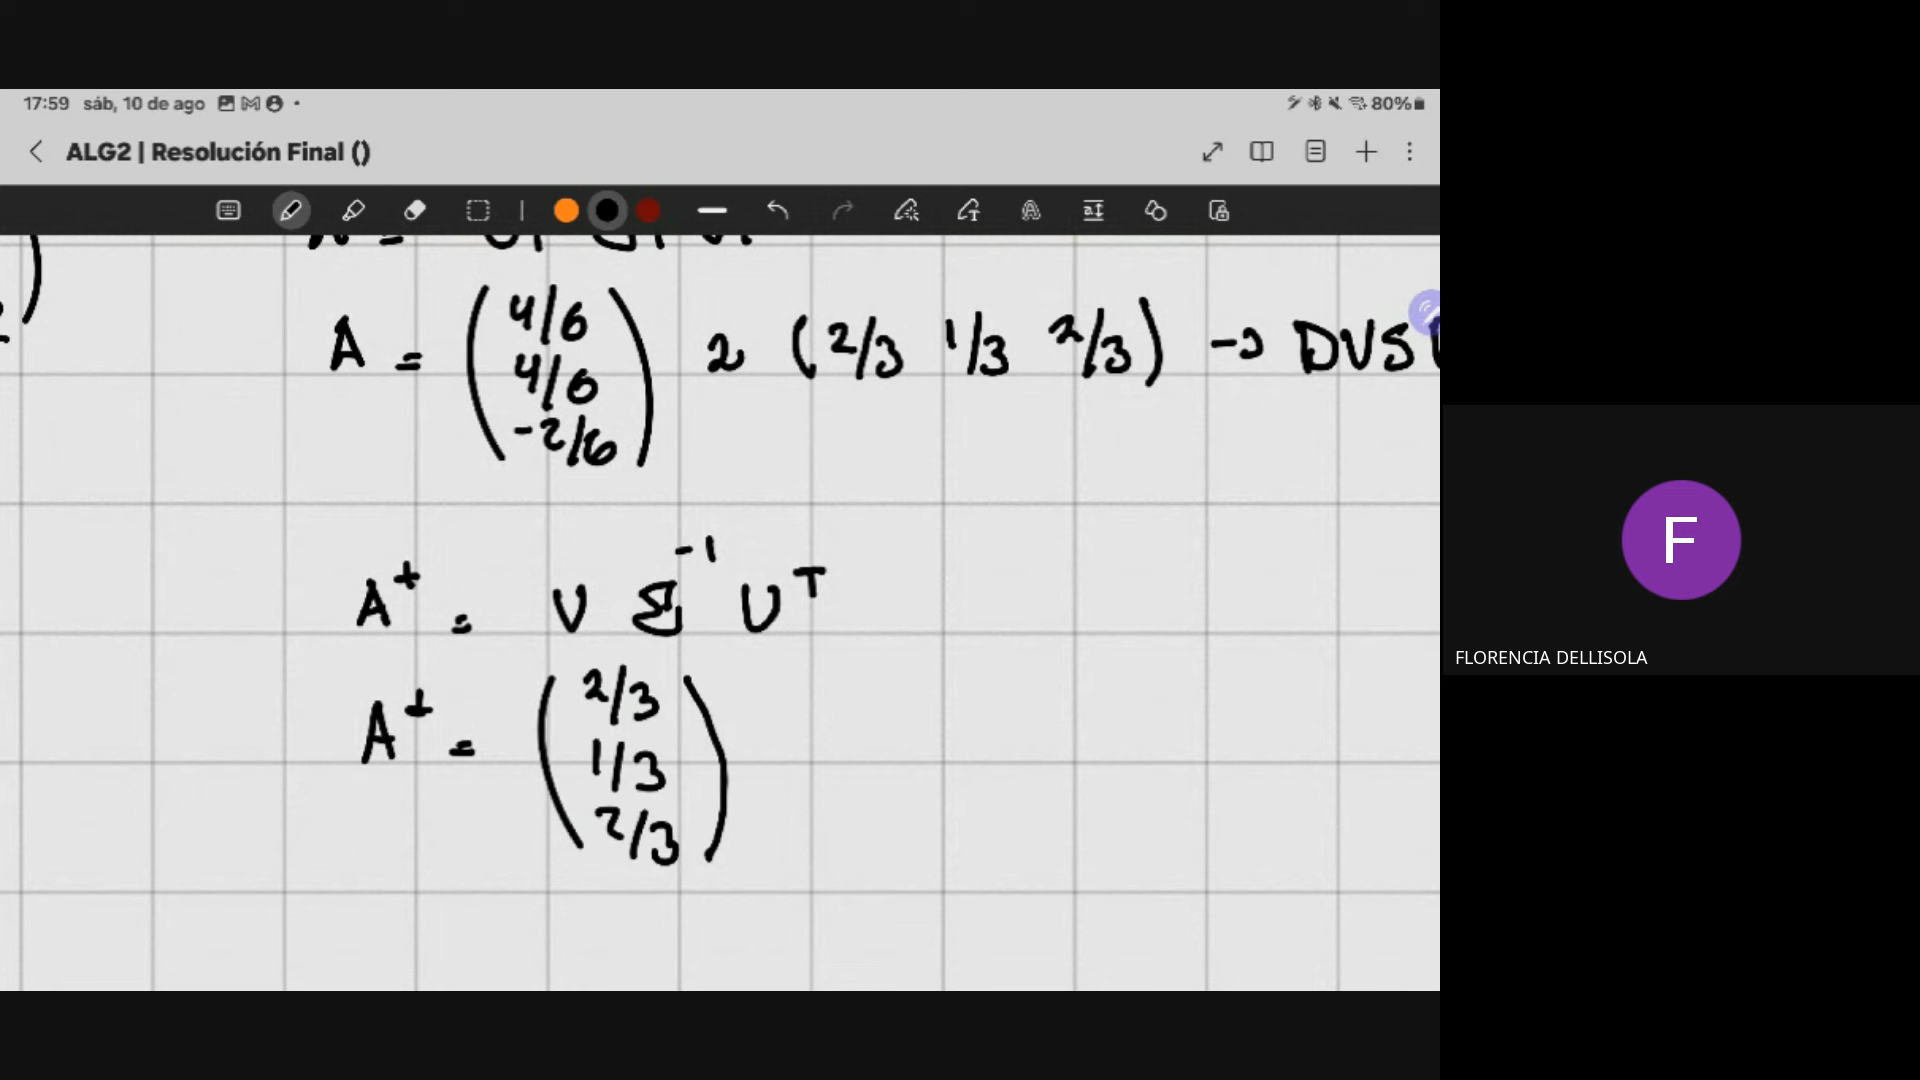 17:59 sáb, 10 de ago
80%
ALG2 | Resolución Final ()
A = (4/6 4/6 -2/6) 2 (2/3 1/3 2/3) → DVS
A⁺ = V Σ⁻¹ Uᵀ
A⁺ = (2/3 1/3 2/3)
F
FLORENCIA DELLISOLA